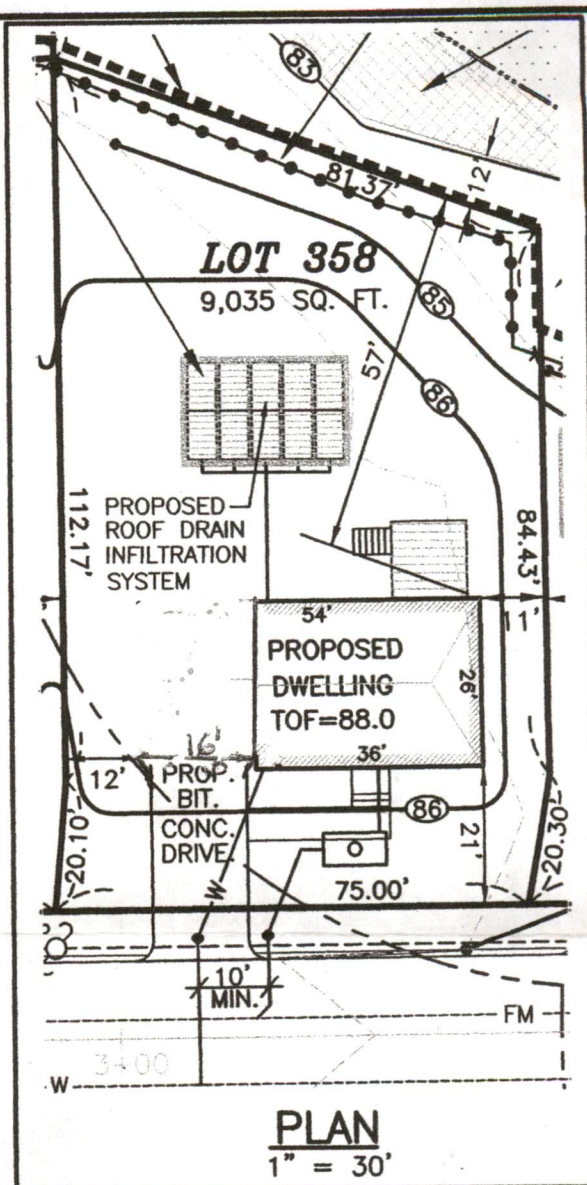 83
12'
81.37'
LOT 358
9,035 SQ. FT.
85
57'
86
112.17'
PROPOSED
ROOF DRAIN
INFILTRATION
SYSTEM
84.43'
54'
11'
PROPOSED
DWELLING
TOF=88.0
26'
36'
16'
12'
PROP.
BIT.
CONC.
DRIVE
86
20.10'
W
21'
20.30'
75.00'
10'
MIN.
FM
3+00
W
PLAN
1" = 30'